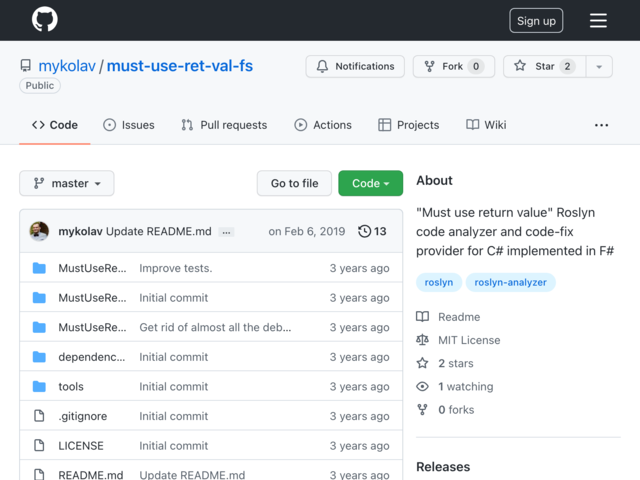 Sign up
mykolav / must-use-ret-val-fs
Public
Notifications
Fork 0
Star 2
Code
Issues
Pull requests
Actions
Projects
Wiki
master
Go to file
Code
mykolav Update README.md ... on Feb 6, 2019 13
MustUseRe... Improve tests. 3 years ago
MustUseRe... Initial commit 3 years ago
MustUseRe... Get rid of almost all the deb... 3 years ago
dependenc... Initial commit 3 years ago
tools Initial commit 3 years ago
.gitignore Initial commit 3 years ago
LICENSE Initial commit 3 years ago
README.md Update README.md 3 years ago
About
"Must use return value" Roslyn
code analyzer and code-fix
provider for C# implemented in F#
roslyn roslyn-analyzer
Readme
MIT License
2 stars
1 watching
0 forks
Releases